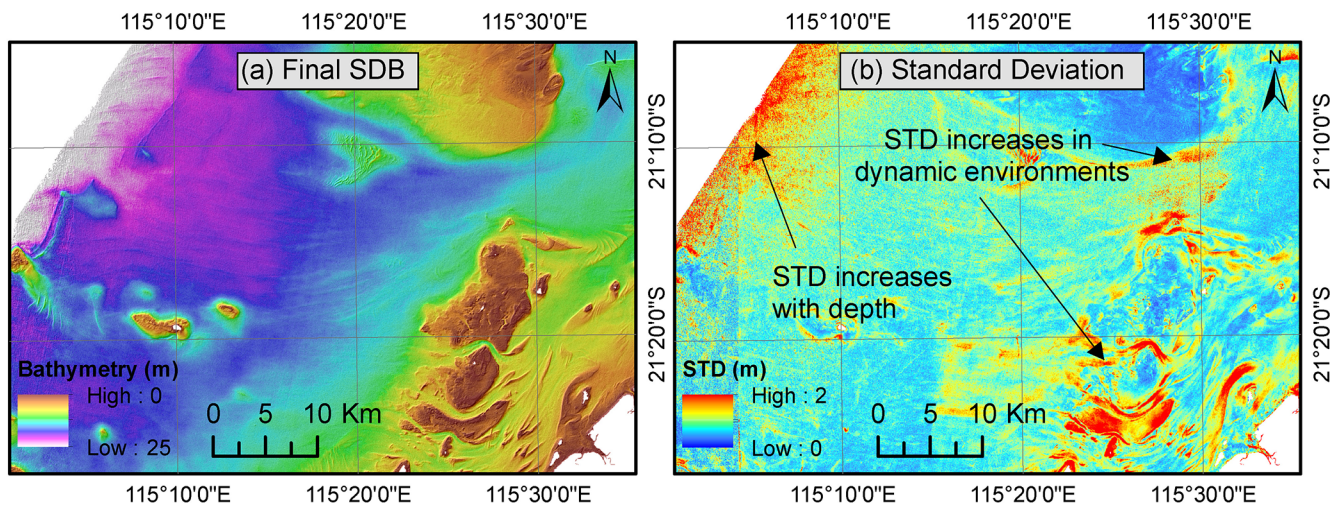 115°10'0"E 115°20'0"E 115°30'0"E
115°10'0"E 115°20'0"E 115°30'0"E
(a) Final SDB
N
Bathymetry (m)
High : 0
Low : 25
0 5 10 Km
115°10'0"E 115°20'0"E 115°30'0"E
21°10'0"S
21°20'0"S
(b) Standard Deviation
N
STD increases in
dynamic environments
STD increases
with depth
STD (m)
High : 2
Low : 0
0 5 10 Km
21°10'0"S
21°20'0"S
115°10'0"E 115°20'0"E 115°30'0"E